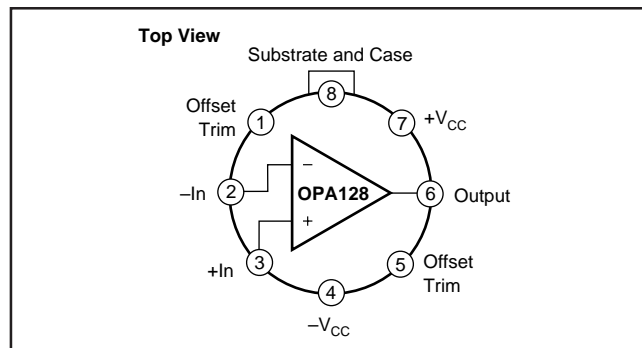 Top View
Substrate and Case
8
Offset
Trim
1
7
+VCC
–In
2
–
OPA128
6
Output
+
+In
3
5
Offset
Trim
4
–VCC